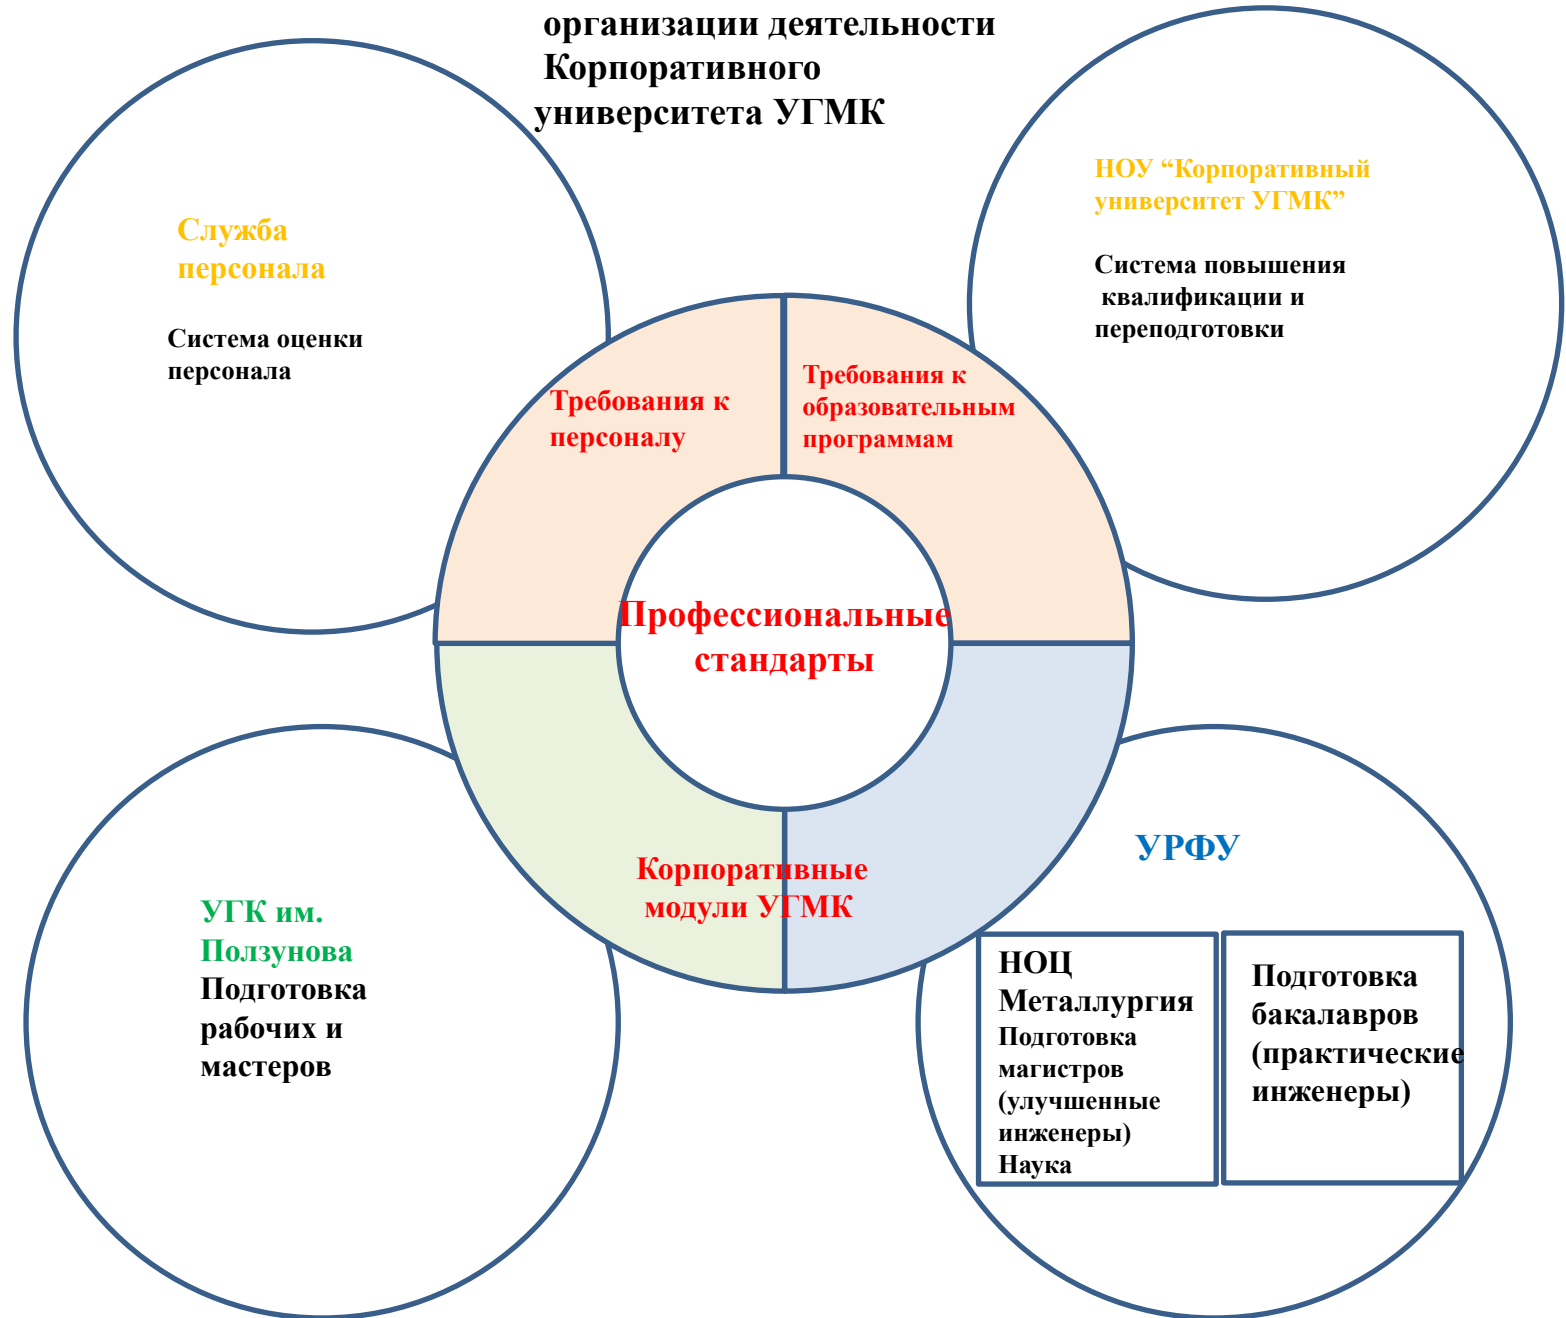 организации деятельности
Корпоративного
университета УГМК
Служба
персонала
Система оценки
персонала
НОУ “Корпоративный
университет УГМК”
Система повышения
квалификации и
переподготовки
Требования к
персоналу
Требования к
образовательным
программам
Профессиональные
стандарты
Корпоративные
модули УГМК
УГК им.
Ползунова
Подготовка
рабочих и
мастеров
УРФУ
НОЦ
Металлургия
Подготовка
магистров
(улучшенные
инженеры)
Наука
Подготовка
бакалавров
(практические
инженеры)